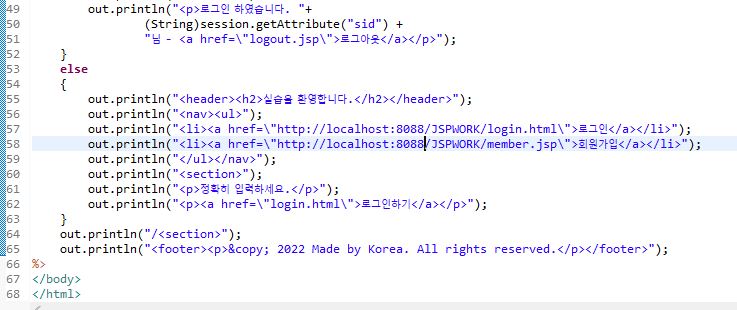 49 out.println("<p>로그인 하였습니다. "+
50 (String)session.getAttribute("sid") +
51 "님 - <a href=\"logout.jsp\">로그아웃</a></p>");
52 }
53 else
54 {
55 out.println("<header><h2>실습을 환영합니다.</h2></header>");
56 out.println("<nav><ul>");
57 out.println("<li><a href=\"http://localhost:8088/JSPWORK/login.html\">로그인</a></li>");
58 out.println("<li><a href=\"http://localhost:8088/JSPWORK/member.jsp\">회원가입</a></li>");
59 out.println("</ul></nav>");
60 out.println("<section>");
61 out.println("<p>정확히 입력하세요.</p>");
62 out.println("<p><a href=\"login.html\">로그인하기</a></p>");
63 }
64 out.println("/<section>");
65 out.println("<footer><p>&copy; 2022 Made by Korea. All rights reserved.</p></footer>");
66 %>
67 </body>
68 </html>